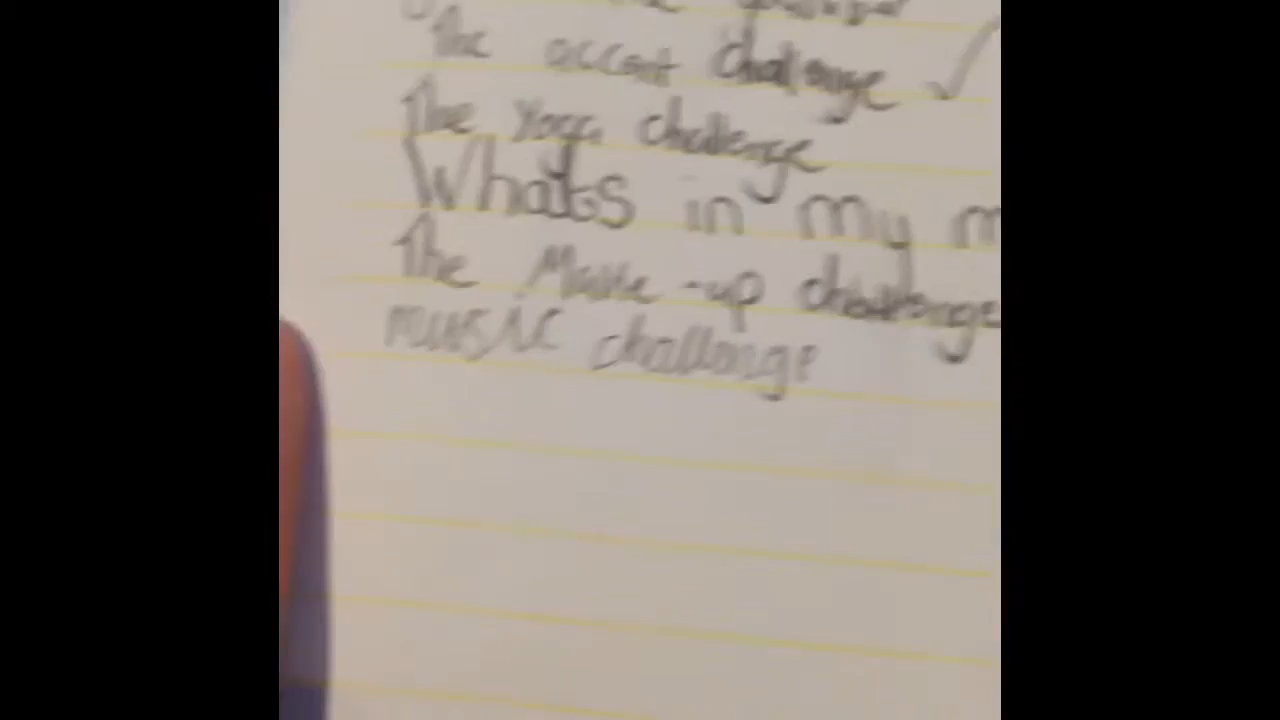 The accent challenge ✓
The Yoga challenge
Whats in my m
The Make-up challenge
music challenge